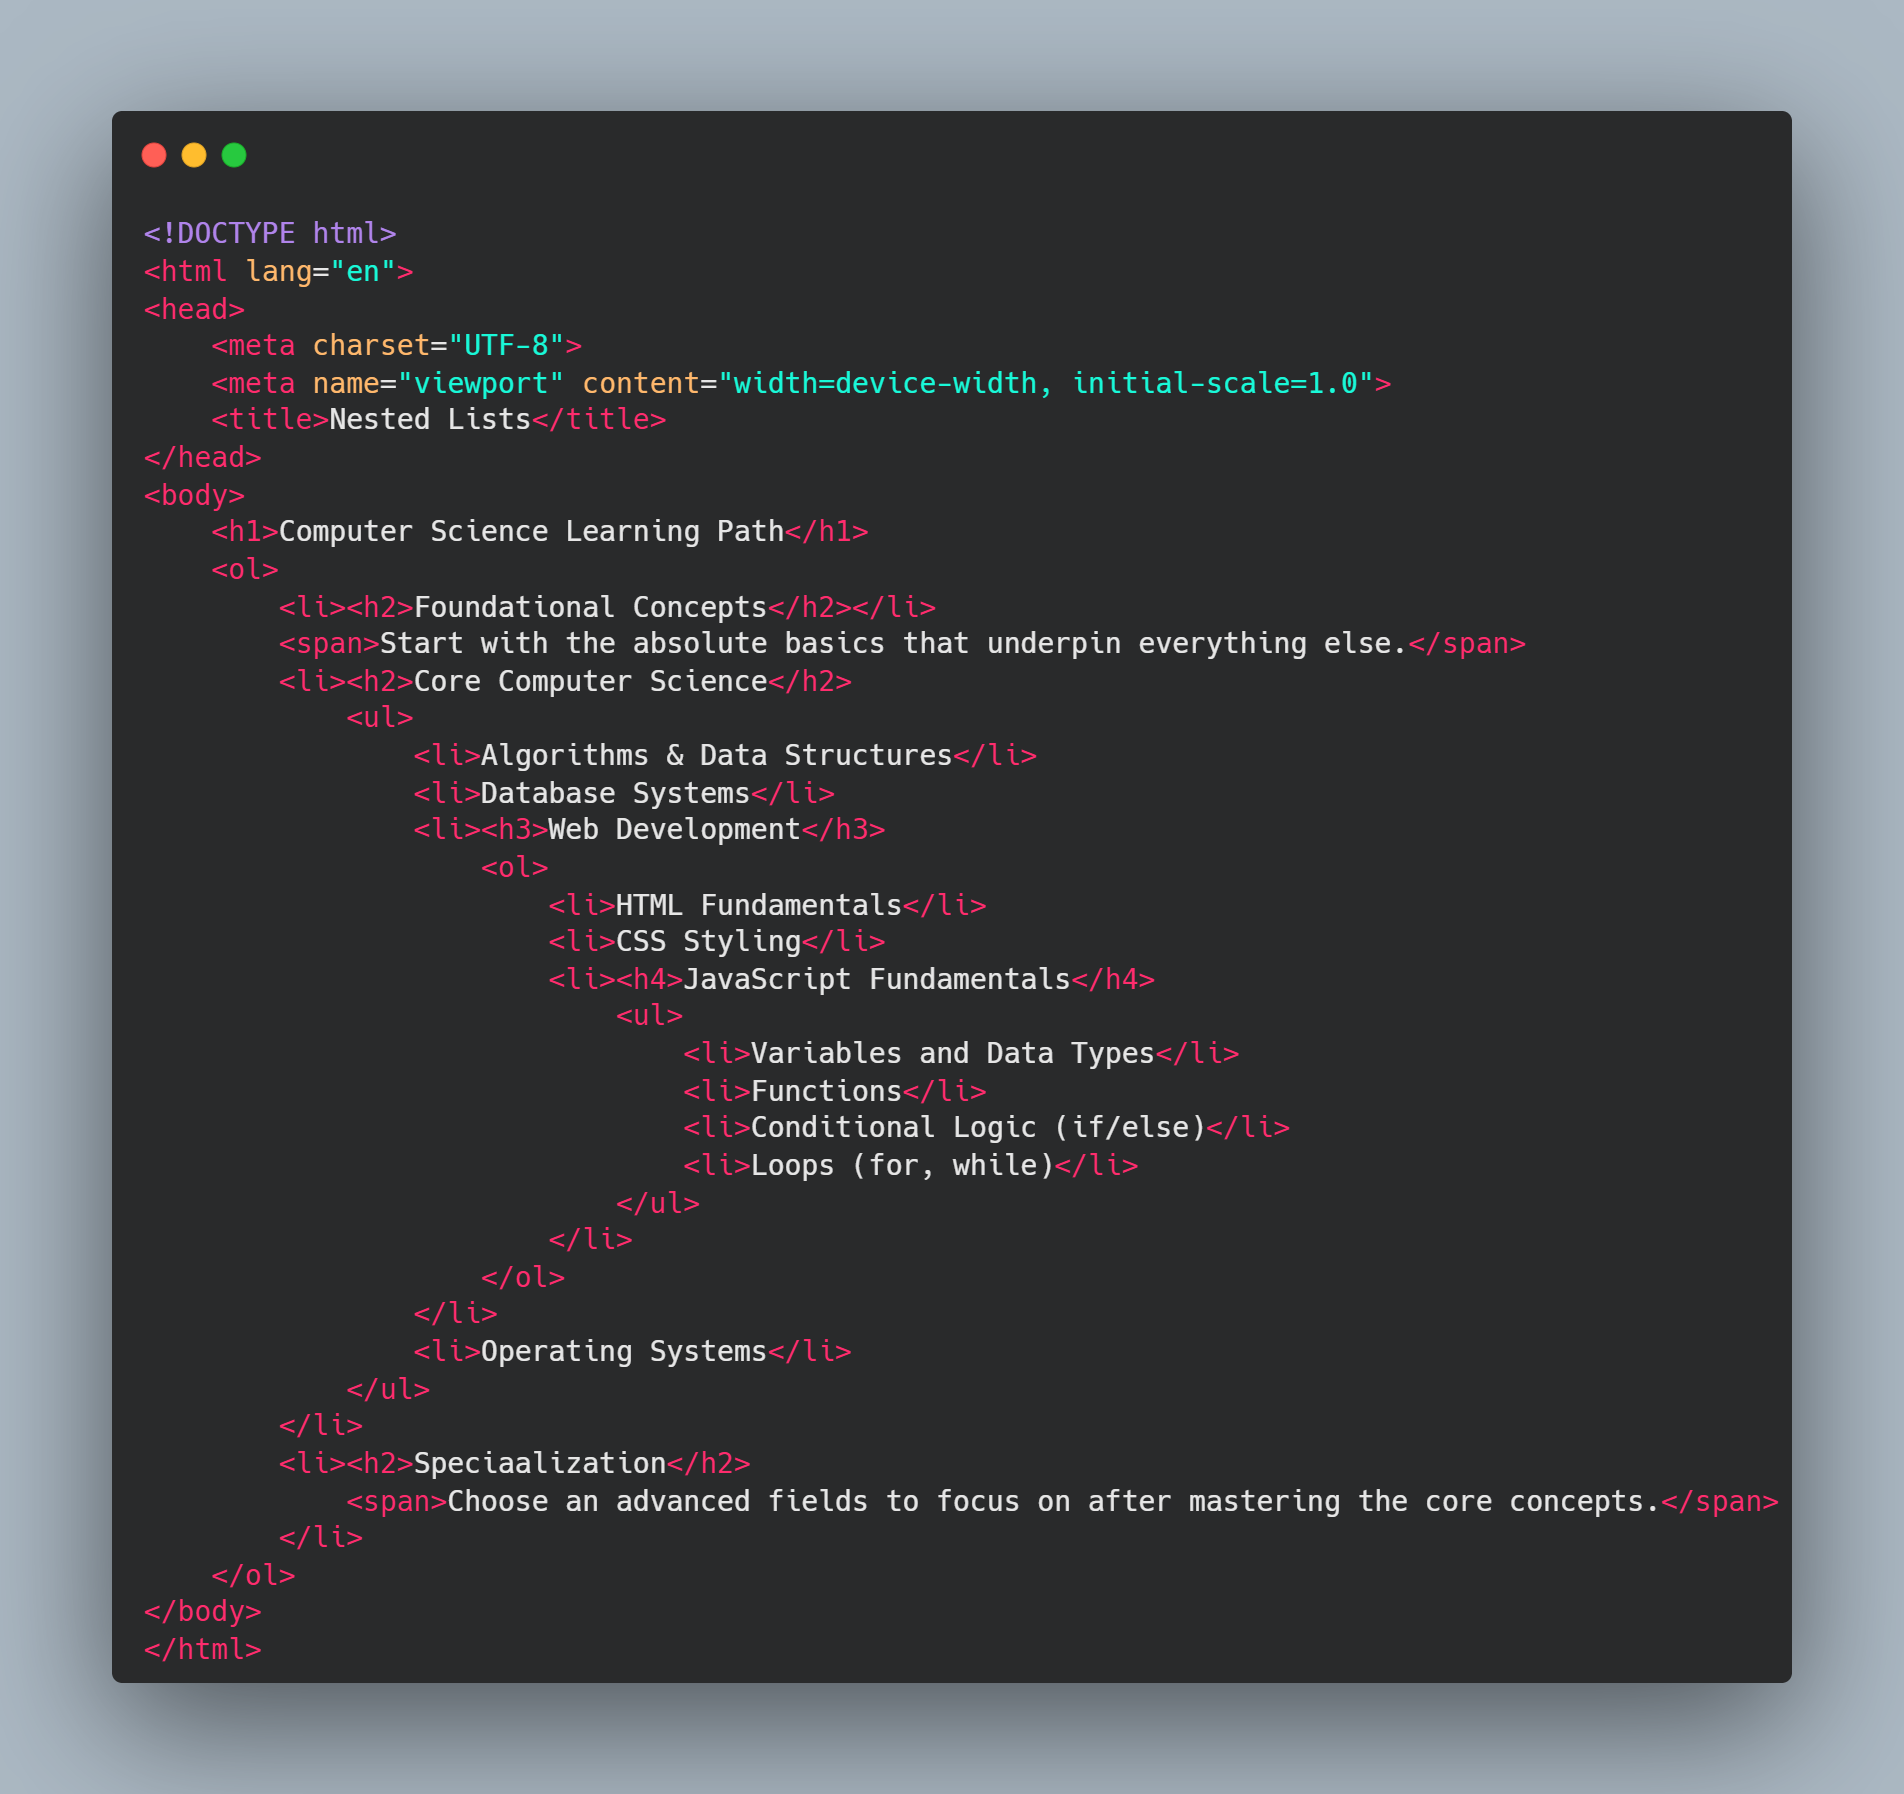 <!DOCTYPE html>
<html lang="en">
<head>
    <meta charset="UTF-8">
    <meta name="viewport" content="width=device-width, initial-scale=1.0">
    <title>Nested Lists</title>
</head>
<body>
    <h1>Computer Science Learning Path</h1>
    <ol>
        <li><h2>Foundational Concepts</h2></li>
        <span>Start with the absolute basics that underpin everything else.</span>
        <li><h2>Core Computer Science</h2>
            <ul>
                <li>Algorithms & Data Structures</li>
                <li>Database Systems</li>
                <li><h3>Web Development</h3>
                    <ol>
                        <li>HTML Fundamentals</li>
                        <li>CSS Styling</li>
                        <li><h4>JavaScript Fundamentals</h4>
                            <ul>
                                <li>Variables and Data Types</li>
                                <li>Functions</li>
                                <li>Conditional Logic (if/else)</li>
                                <li>Loops (for, while)</li>
                            </ul>
                        </li>
                    </ol>
                </li>
                <li>Operating Systems</li>
            </ul>
        </li>
        <li><h2>Speciaalization</h2>
            <span>Choose an advanced fields to focus on after mastering the core concepts.</span>
        </li>
    </ol>
</body>
</html>